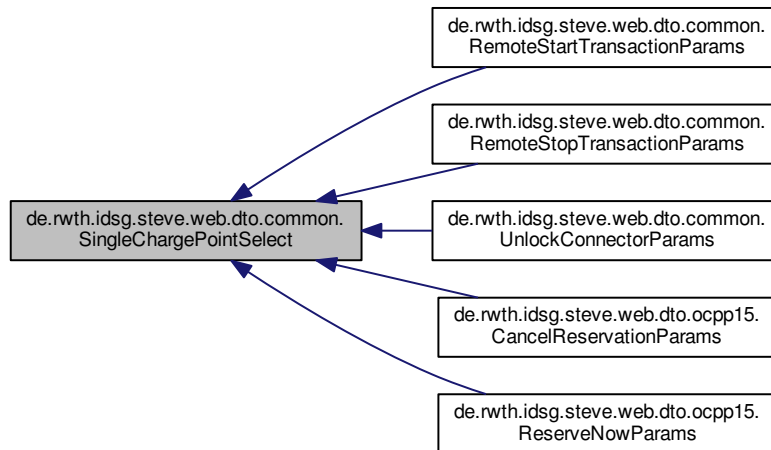 de.rwth.idsg.steve.web.dto.common.
RemoteStartTransactionParams
de.rwth.idsg.steve.web.dto.common.
RemoteStopTransactionParams
de.rwth.idsg.steve.web.dto.common.
SingleChargePointSelect
de.rwth.idsg.steve.web.dto.common.
UnlockConnectorParams
de.rwth.idsg.steve.web.dto.ocpp15.
CancelReservationParams
de.rwth.idsg.steve.web.dto.ocpp15.
ReserveNowParams